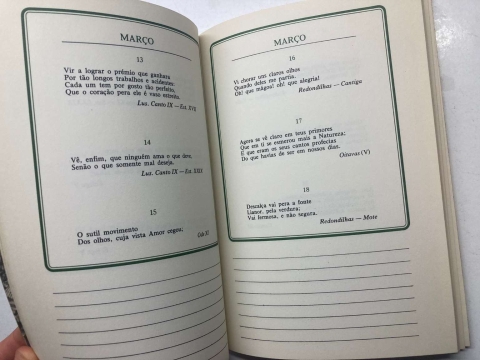 MARÇO
13
Vir a lograr o prémio que ganhara
Por tão longos trabalhos e acidentes:
Cada um tem por gosto tão perfeito,
Que o coração pera ele é vaso estreito.
Lus. Canto IX — Est. XVII
14
Vê, enfim, que ninguém ama o que deve,
Senão o que somente mal deseja.
Lus. Canto IX — Est. XXIX
15
O sutil movimento
Dos olhos, cuja vista Amor cegou;
Ode XI
MARÇO
16
Vi chorar uns claros olhos
Quando deles me partia.
Oh! que mágoa! oh! que alegria!
Redondilhas — Cantiga
17
Agora se vê claro em teus primores
Que em ti se esmerou mais a Natureza;
E que eram os seus cantos profecias
Do que havias de ser em nossos dias.
Oitavas (V)
18
Descalça vai pera a fonte
Lianor, pela verdura;
Vai fermosa, e não segura.
Redondilhas — Mote